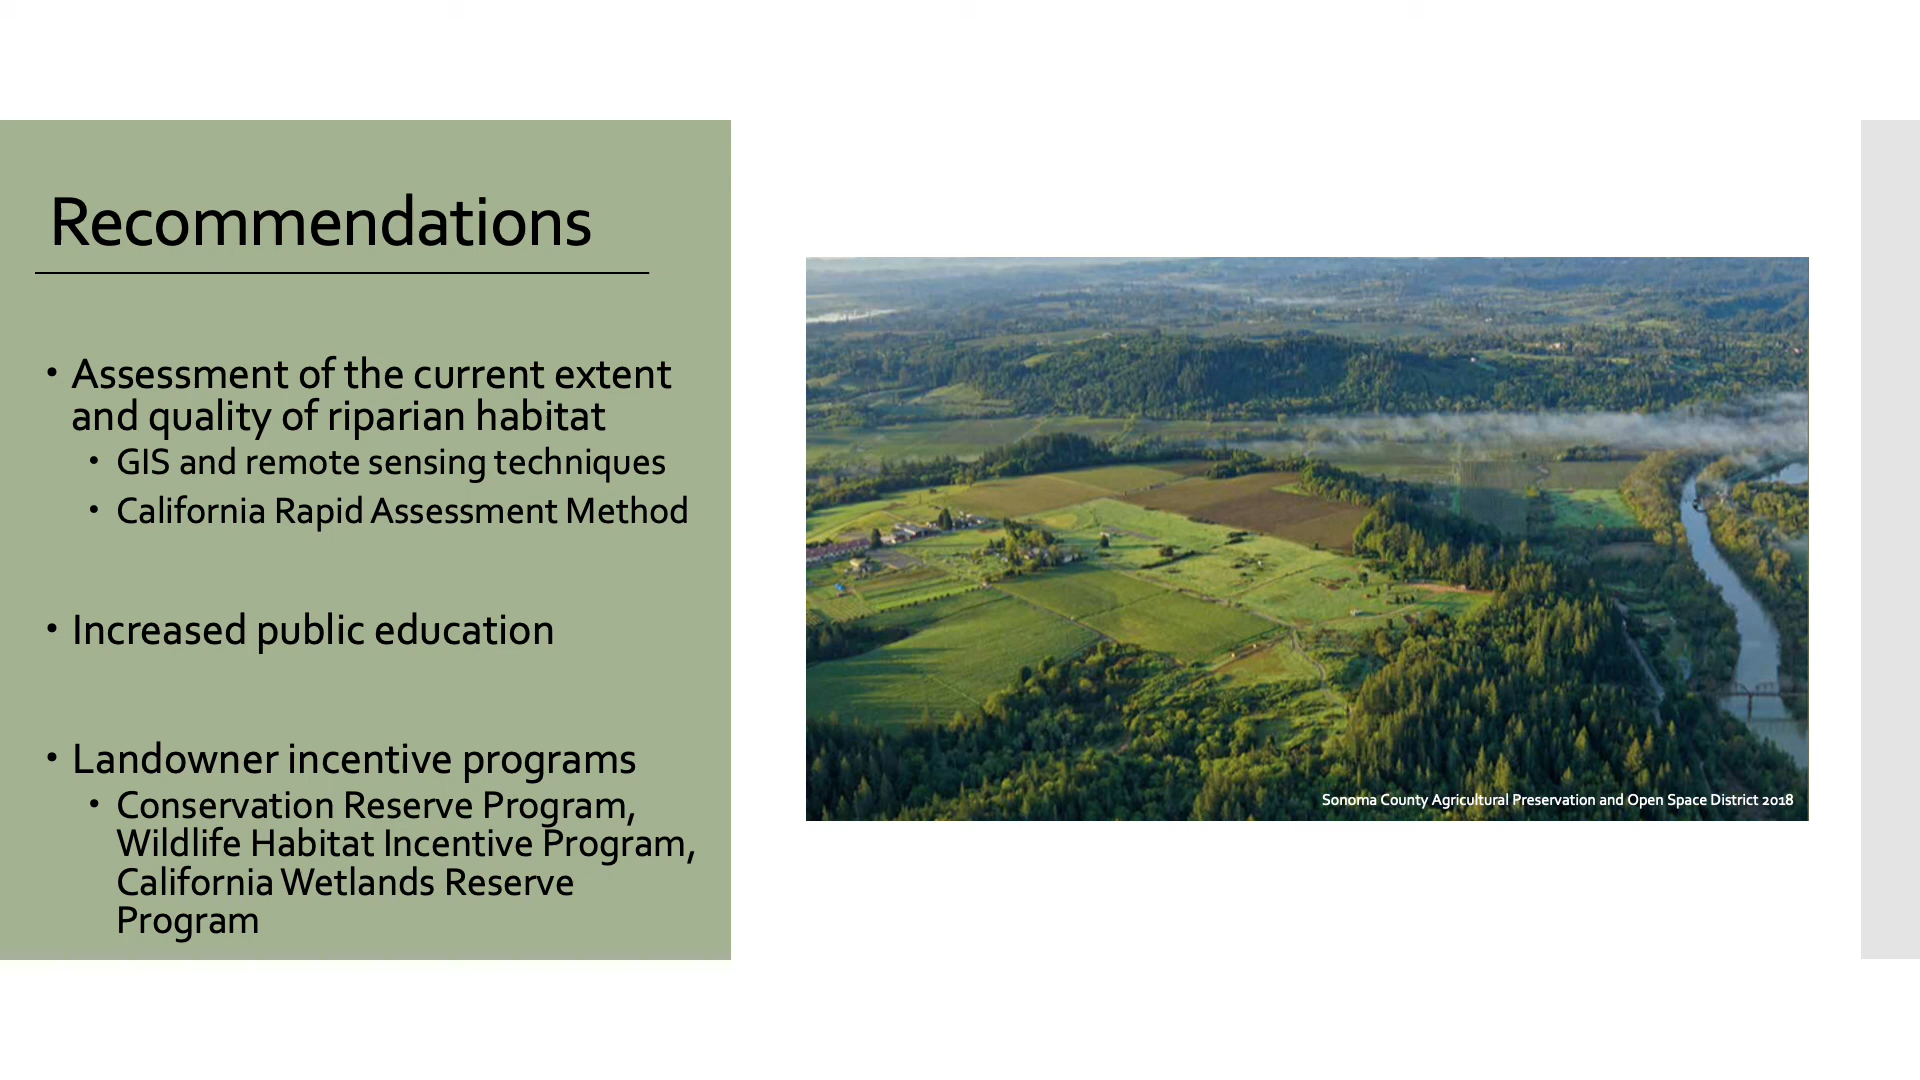 Recommendations
• Assessment of the current extent
and quality of riparian habitat
• GIS and remote sensing techniques
• California Rapid Assessment Method
• Increased public education
• Landowner incentive programs
• Conservation Reserve Program,
Wildlife Habitat Incentive Program,
California Wetlands Reserve
Program
Sonoma County Agricultural Preservation and Open Space District 2018